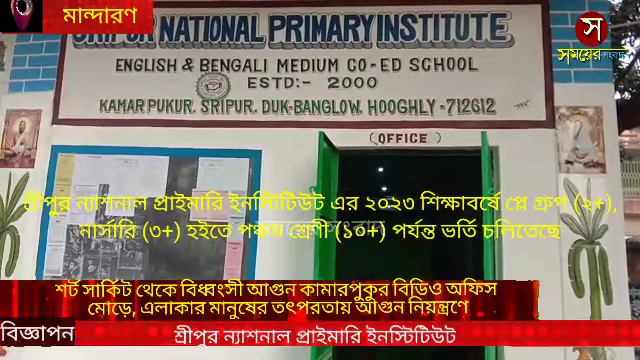 মান্দারণ
স
সময়ের
SRIPUR NATIONAL PRIMARY INSTITUTE
ENGLISH & BENGALI MEDIUM CO-ED SCHOOL
ESTD:- 2000
KAMARPUKUR, SRIPUR, DUK-BANGLOW, HOOGHLY-712612
OFFICE
শ্রীপুর ন্যাশনাল প্রাইমারি ইনস্টিটিউট এর ২০২৩ শিক্ষাবর্ষে প্লে গ্রুপ (২+),
নার্সারি (৩+) হইতে পঞ্চম শ্রেণী (১০+) পর্যন্ত ভর্তি চলিতেছে
শর্ট সার্কিট থেকে বিধ্বংসী আগুন কামারপুকুর বিডিও অফিস
মোড়ে, এলাকার মানুষের তৎপরতায় আগুন নিয়ন্ত্রণে
বিজ্ঞাপন
শ্রীপুর ন্যাশনাল প্রাইমারি ইনস্টিটিউট